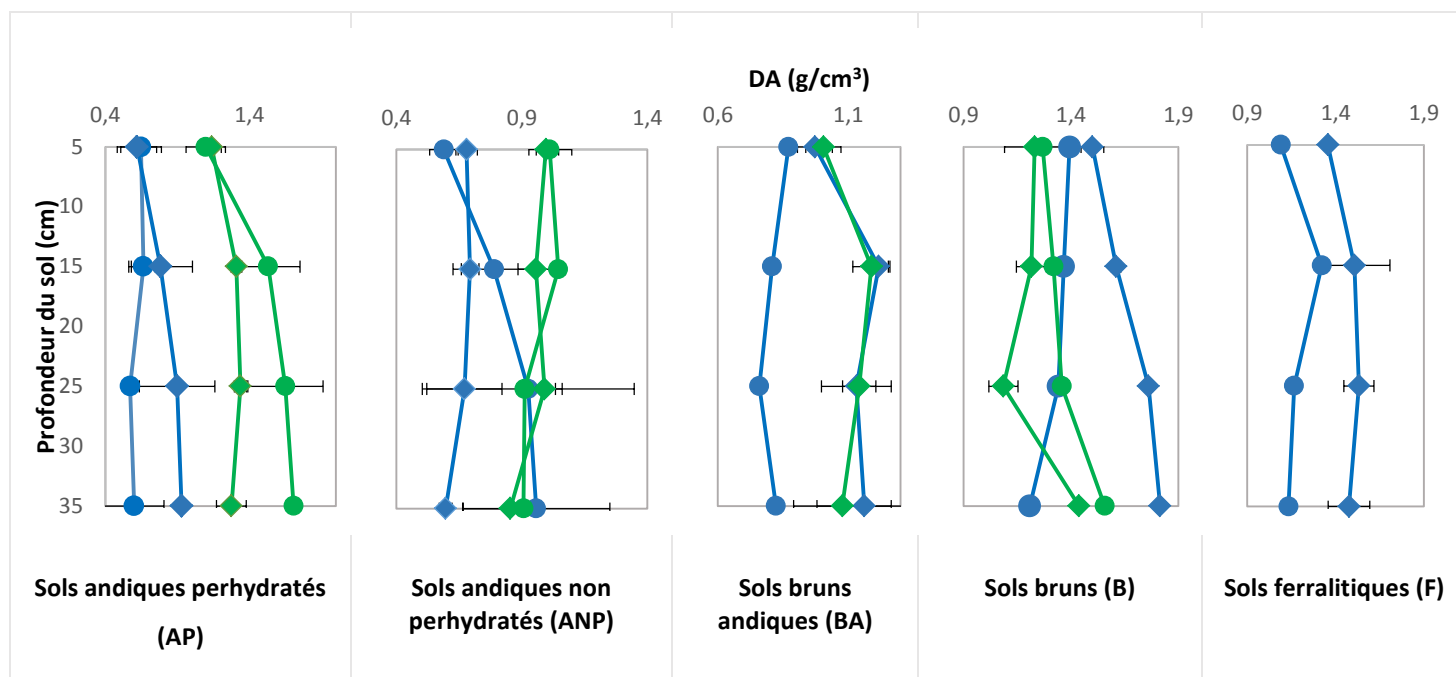 DA (g/cm³)
0,4 1,4 0,4 0,9 1,4 0,6 1,1 0,9 1,4 1,9 0,9 1,4 1,9
5
10
15
20
25
30
35
Profondeur du sol (cm)
Sols andiques perhydratés
(AP)
Sols andiques non
perhydratés (ANP)
Sols bruns
andiques (BA)
Sols bruns (B)
Sols ferralitiques (F)